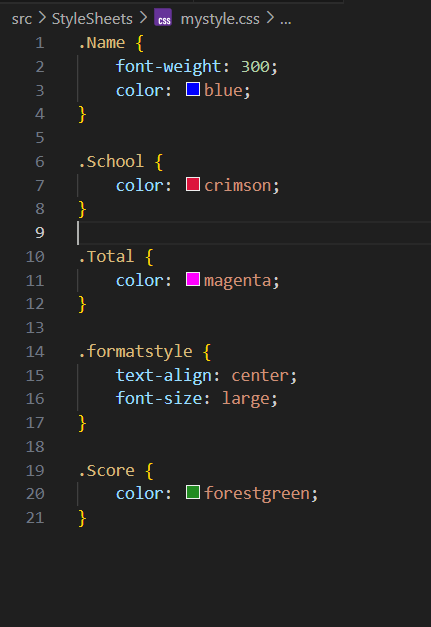 src > StyleSheets > css mystyle.css > ...
1 .Name {
2 font-weight: 300;
3 color: blue;
4 }
5
6 .School {
7 color: crimson;
8 }
9
10 .Total {
11 color: magenta;
12 }
13
14 .formatstyle {
15 text-align: center;
16 font-size: large;
17 }
18
19 .Score {
20 color: forestgreen;
21 }